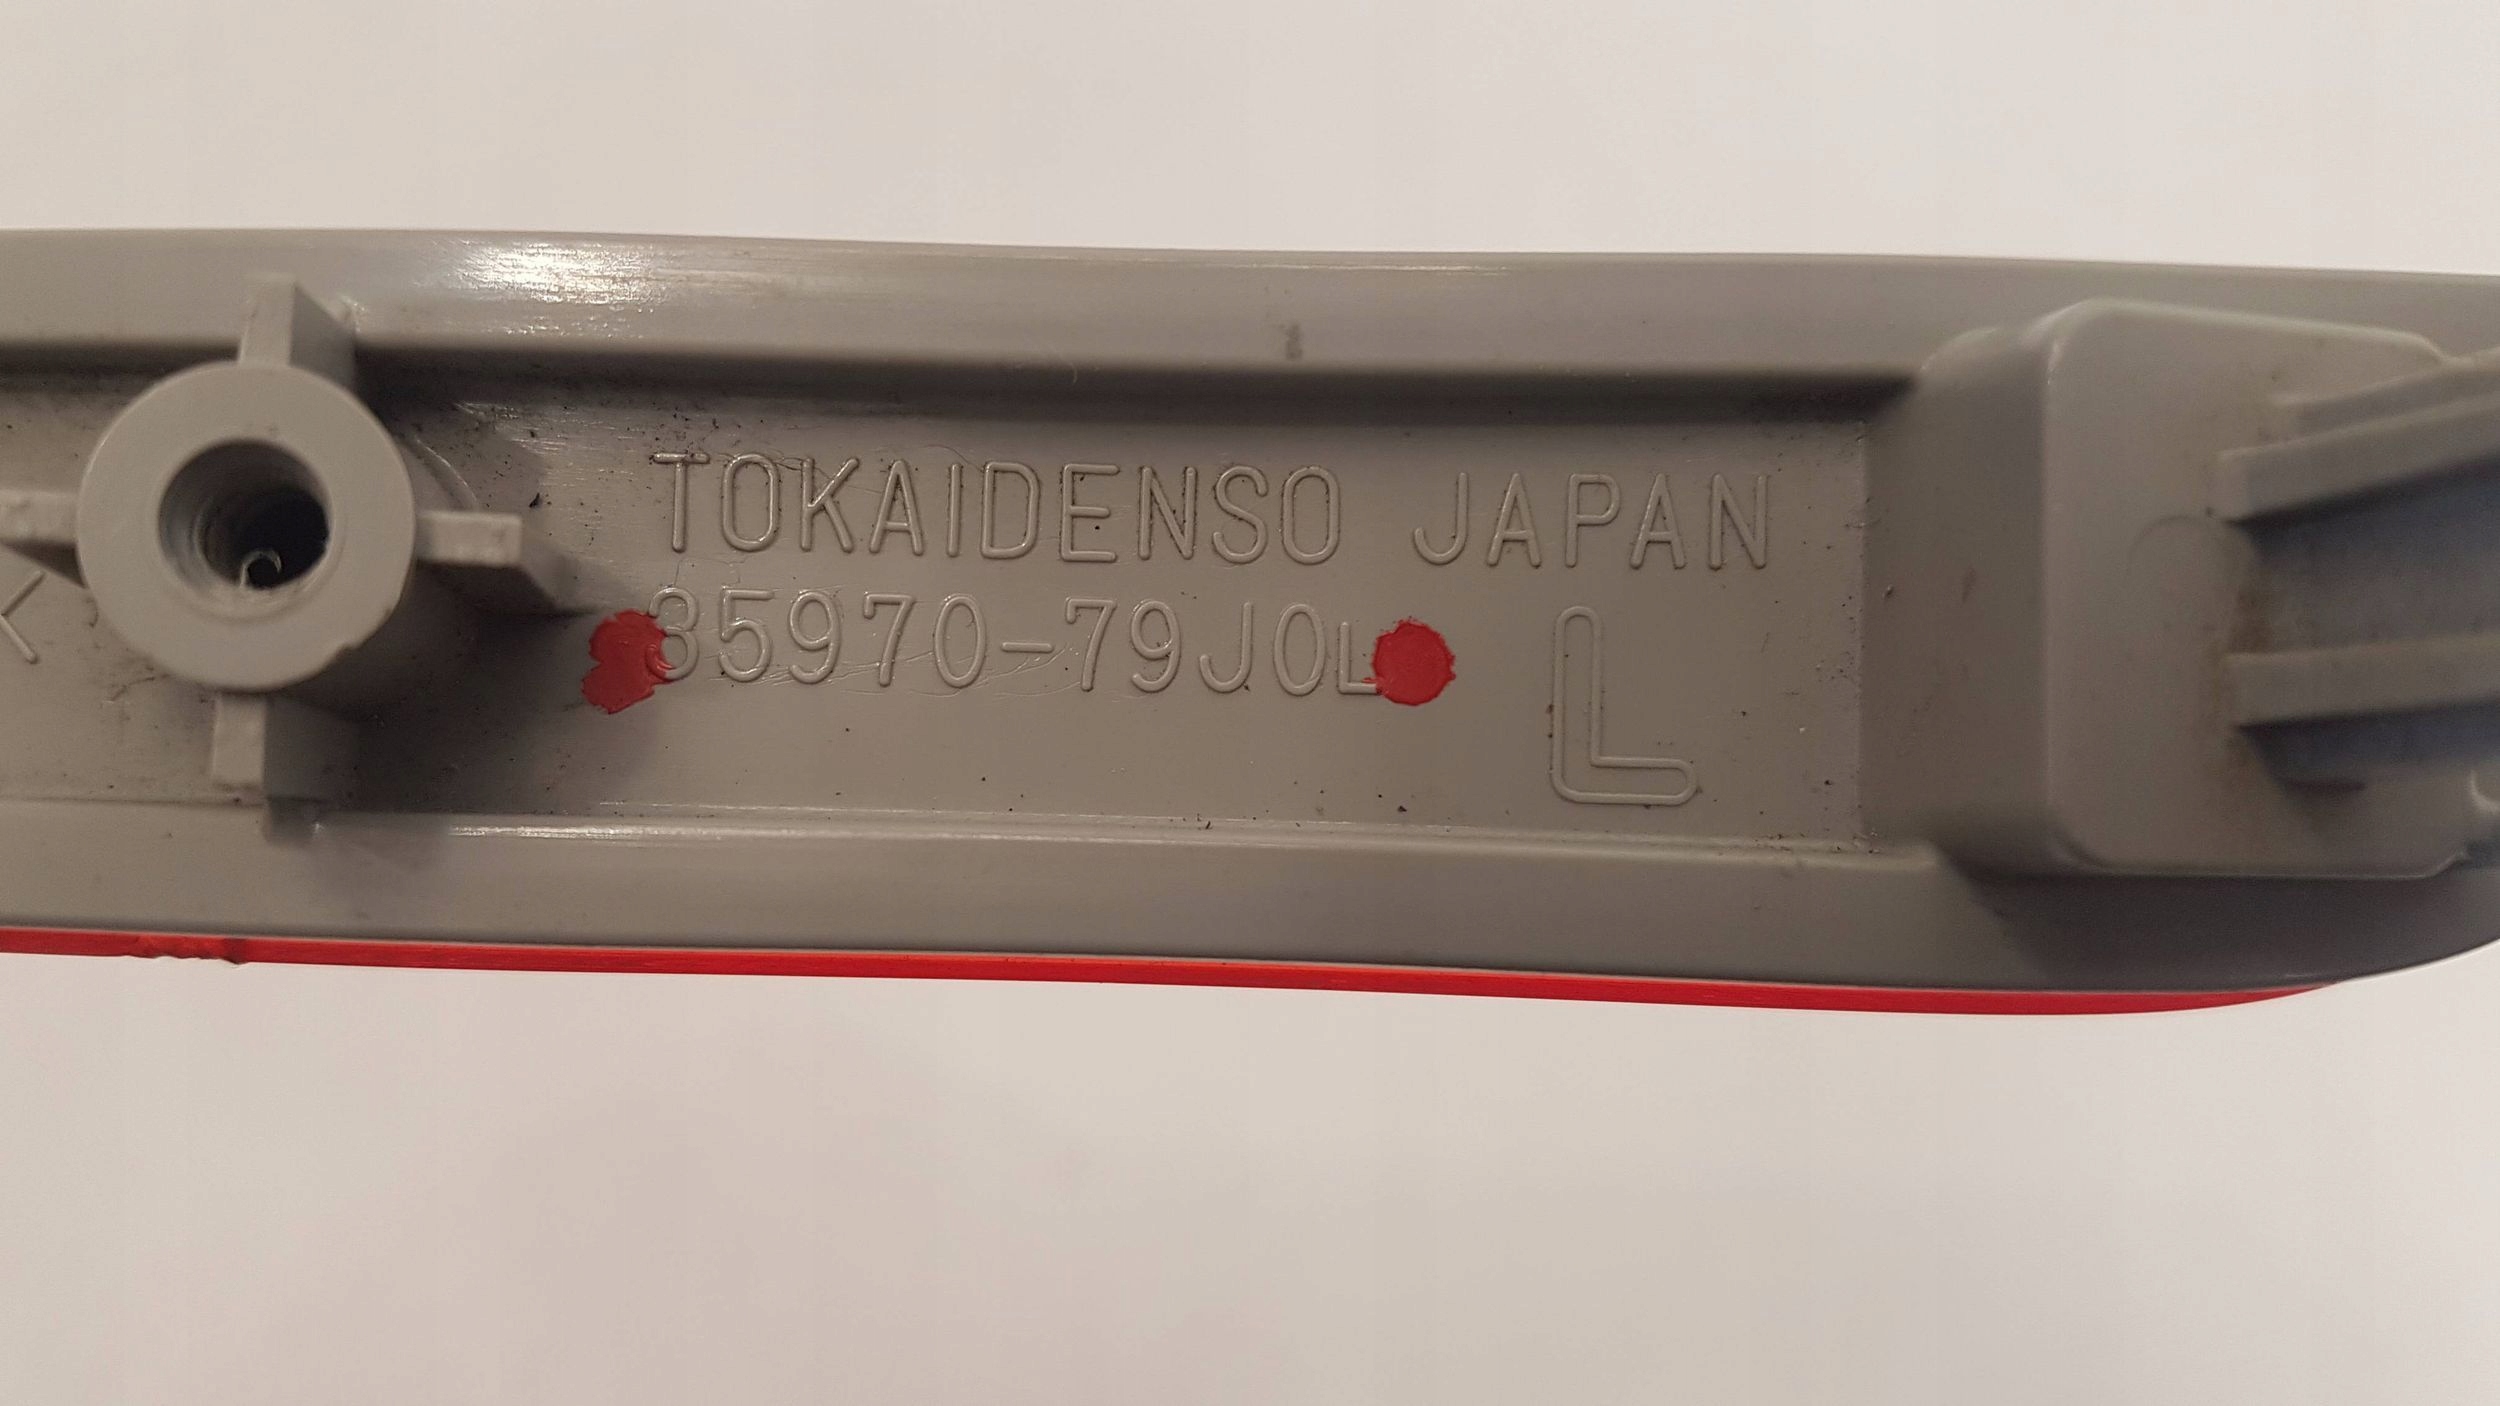 TOKAIDENSO JAPAN
35970-79J0L
L
K